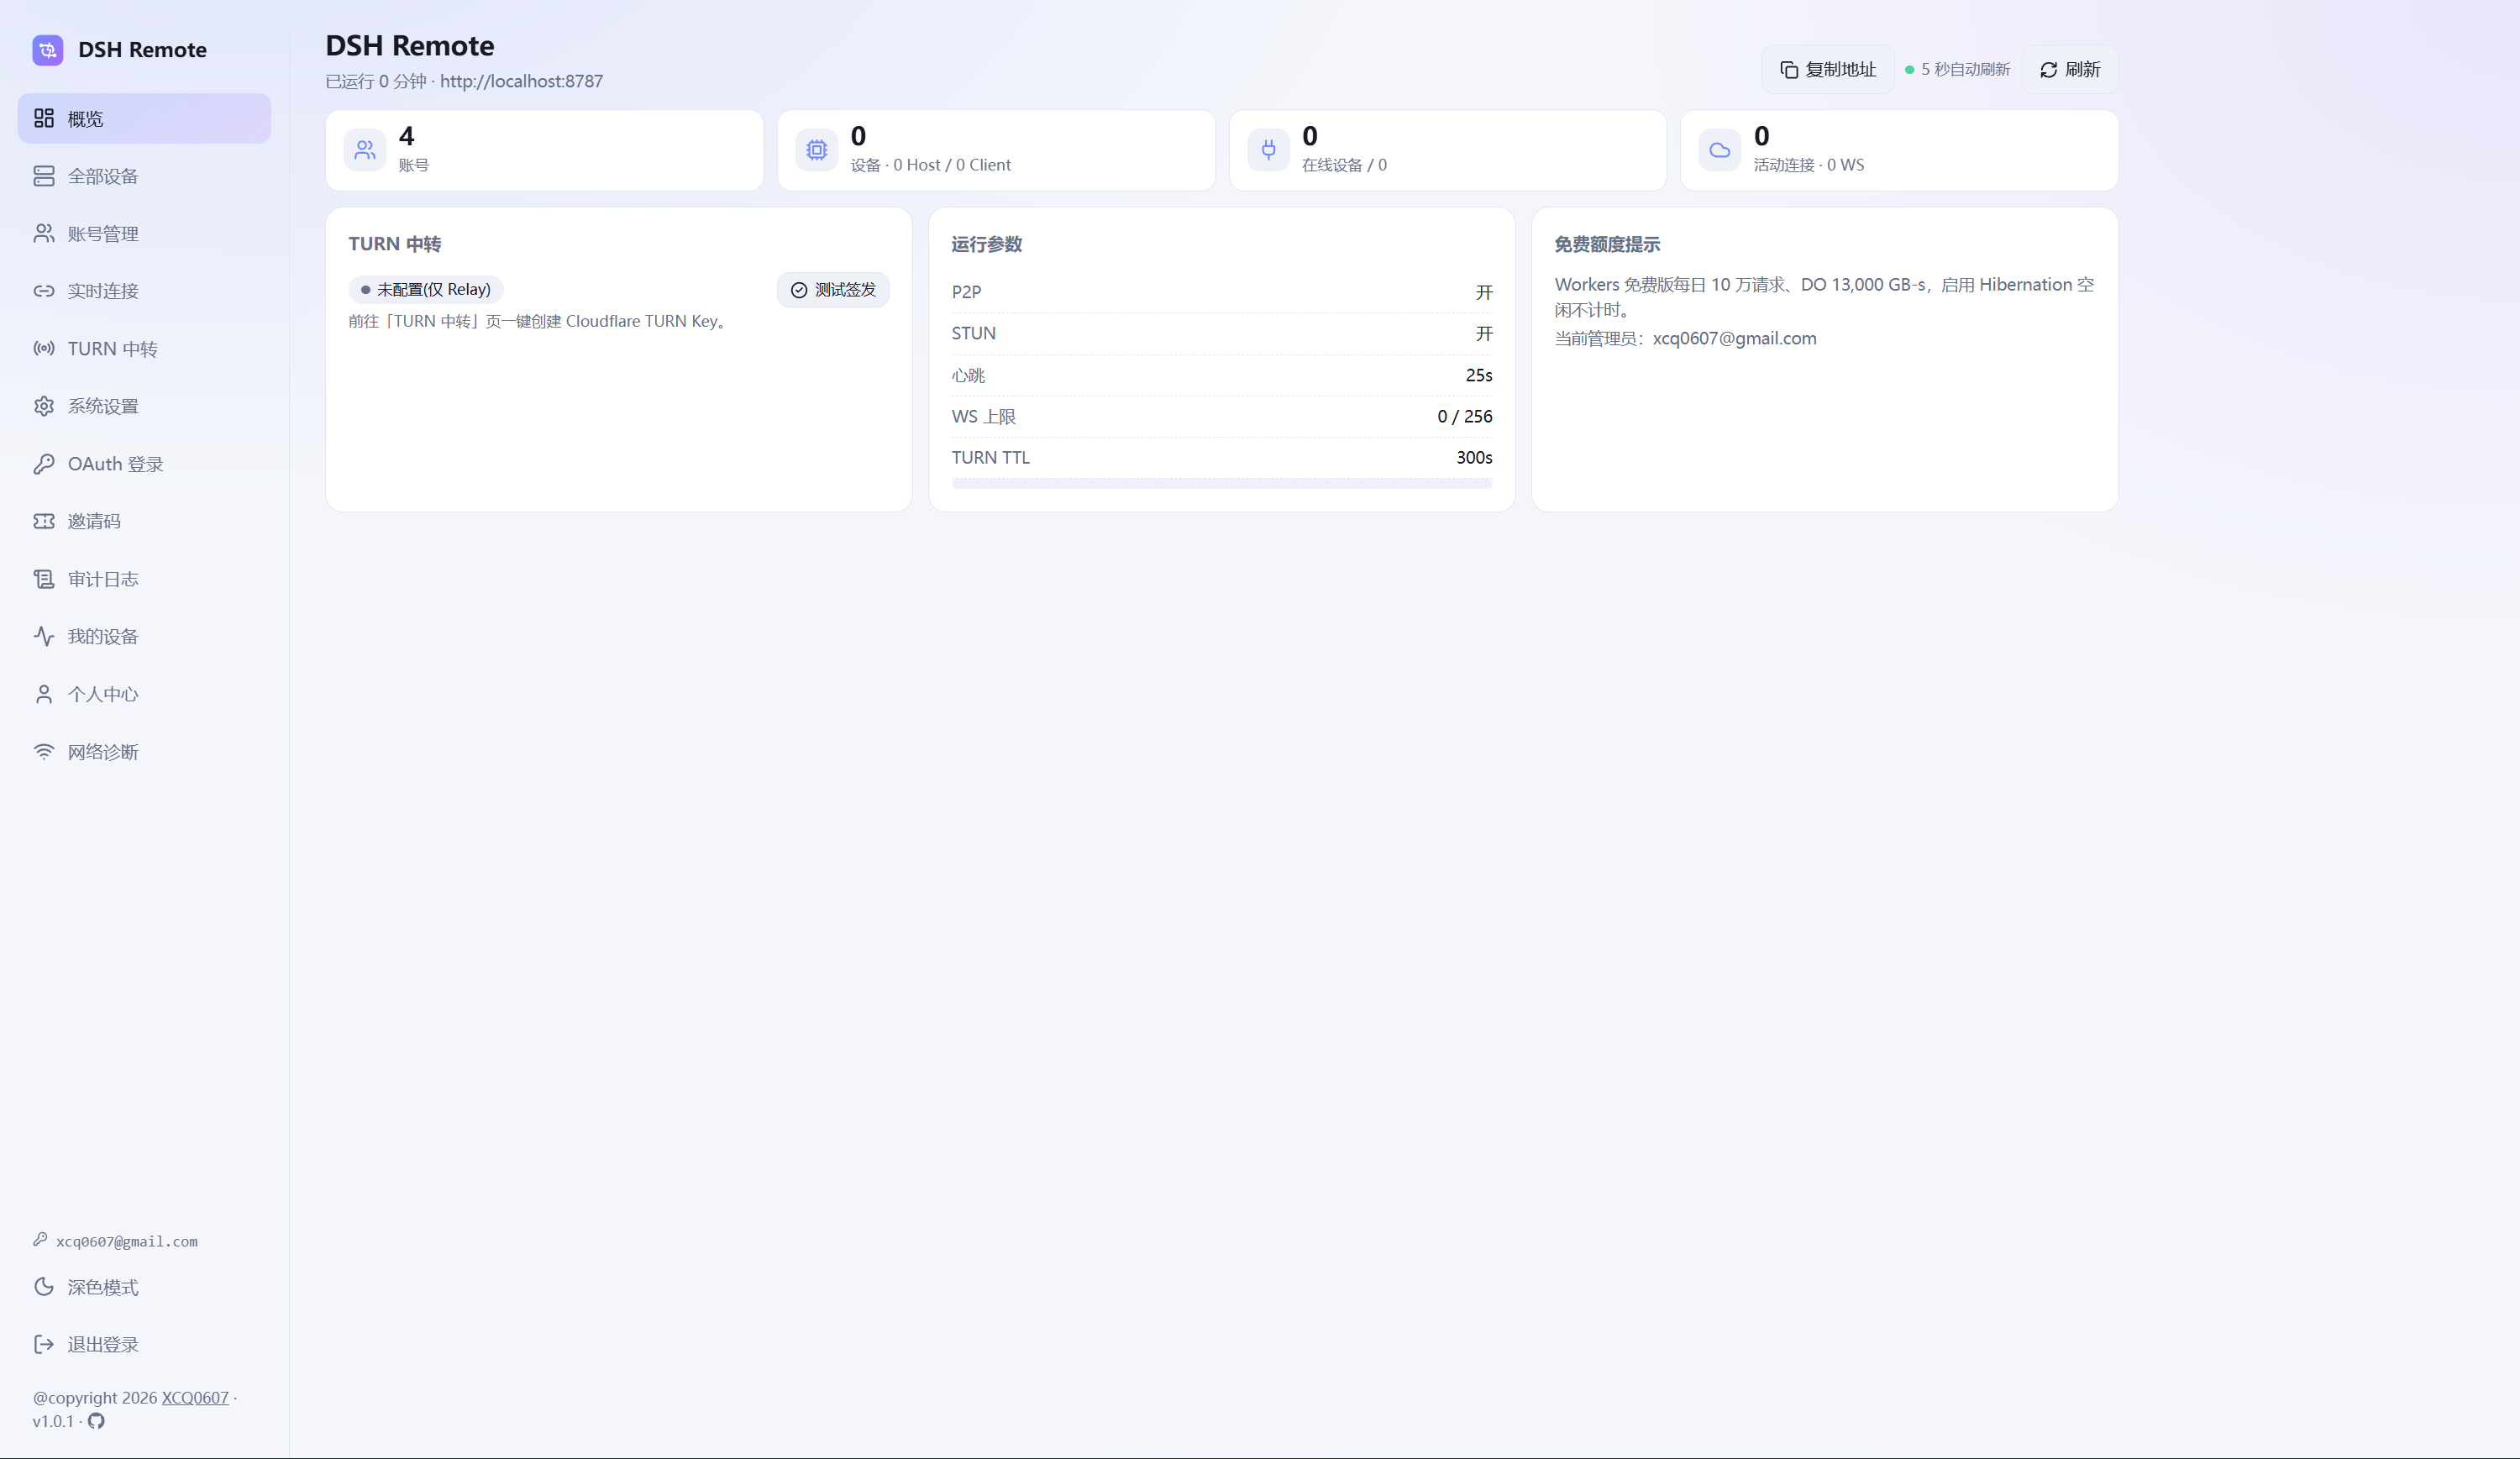 DSH Remote
概览
全部设备
账号管理
实时连接
TURN 中转
系统设置
OAuth 登录
邀请码
审计日志
我的设备
个人中心
网络诊断
xcq0607@gmail.com
深色模式
退出登录
@copyright 2026 XCQ0607 ·
v1.0.1 ·
DSH Remote
已运行 0 分钟 · http://localhost:8787
复制地址
5 秒自动刷新
刷新
4
账号
0
设备 · 0 Host / 0 Client
0
在线设备 / 0
0
活动连接 · 0 WS
TURN 中转
未配置(仅 Relay)
测试签发
前往「TURN 中转」页一键创建 Cloudflare TURN Key。
运行参数
P2P 开
STUN 开
心跳 25s
WS 上限 0 / 256
TURN TTL 300s
免费额度提示
Workers 免费版每日 10 万请求、DO 13,000 GB-s，启用 Hibernation 空
闲不计时。
当前管理员：xcq0607@gmail.com